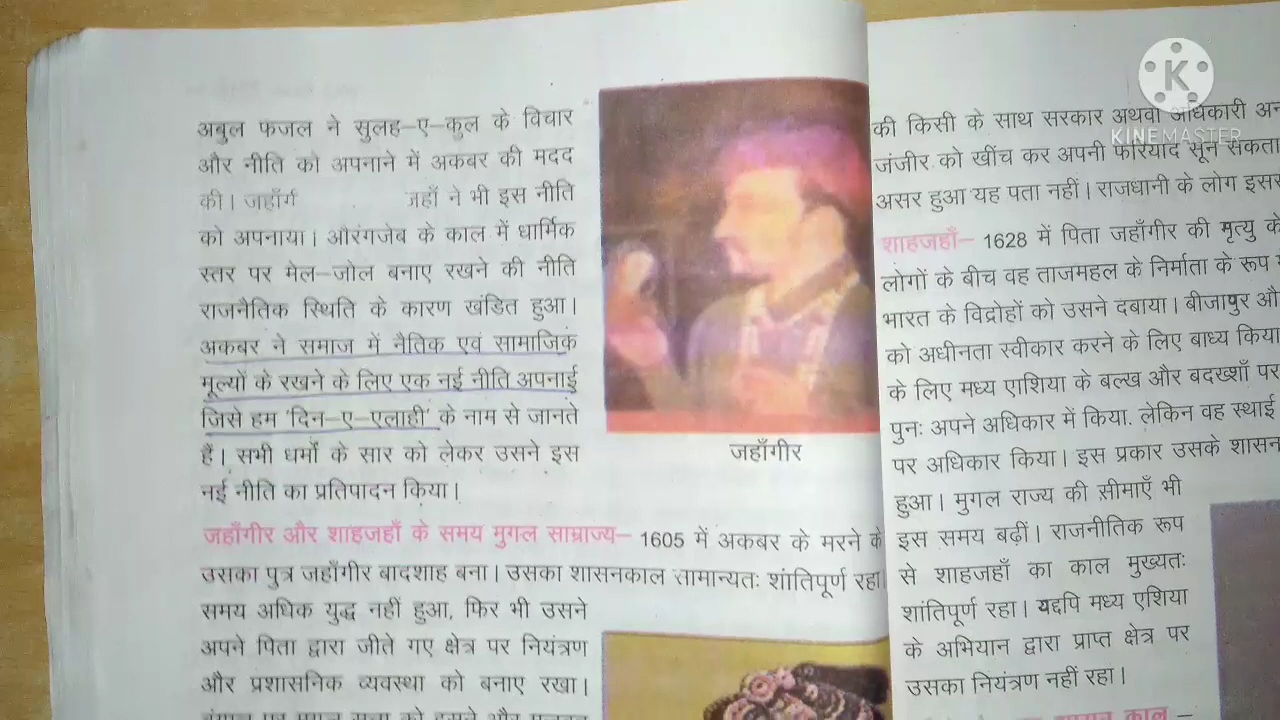 अबुल फजल ने सुलह–ए–कुल के विचार
और नीति को अपनाने में अकबर की मदद
की। जहाँगी जहाँ ने भी इस नीति
को अपनाया। औरंगजेब के काल में धार्मिक
स्तर पर मेल–जोल बनाए रखने की नीति
राजनैतिक स्थिति के कारण खंडित हुआ।
अकबर ने समाज में नैतिक एवं सामाजिक
मूल्यों के रखने के लिए एक नई नीति अपनाई
जिसे हम 'दिन–ए–एलाही' के नाम से जानते
हैं। सभी धर्मों के सार को लेकर उसने इस
नई नीति का प्रतिपादन किया।
जहाँगीर
जहाँगीर और शाहजहाँ के समय मुगल साम्राज्य– 1605 में अकबर के मरने के
उसका पुत्र जहाँगीर बादशाह बना। उसका शासनकाल सामान्यतः शांतिपूर्ण रहा
समय अधिक युद्ध नहीं हुआ, फिर भी उसने
अपने पिता द्वारा जीते गए क्षेत्र पर नियंत्रण
और प्रशासनिक व्यवस्था को बनाए रखा।
की किसी के साथ सरकार अथवा अधिकारी
जंजीर को खींच कर अपनी फरियाद सून सकता
असर हुआ यह पता नहीं। राजधानी के लोग इसस
शाहजहाँ– 1628 में पिता जहाँगीर की मृत्यु के
लोगों के बीच वह ताजमहल के निर्माता के रूप
भारत के विद्रोहों को उसने दबाया। बीजापुर औ
को अधीनता स्वीकार करने के लिए बाध्य किया
के लिए मध्य एशिया के बल्ख और बदख्शाँ पर
पुनः अपने अधिकार में किया. लेकिन वह स्थाई
पर अधिकार किया। इस प्रकार उसके शासन
हुआ। मुगल राज्य की सीमाएँ भी
इस समय बढ़ीं। राजनीतिक रूप
से शाहजहाँ का काल मुख्यतः
शांतिपूर्ण रहा। यद्दपि मध्य एशिया
के अभियान द्वारा प्राप्त क्षेत्र पर
उसका नियंत्रण नहीं रहा।
K
KINEMASTER